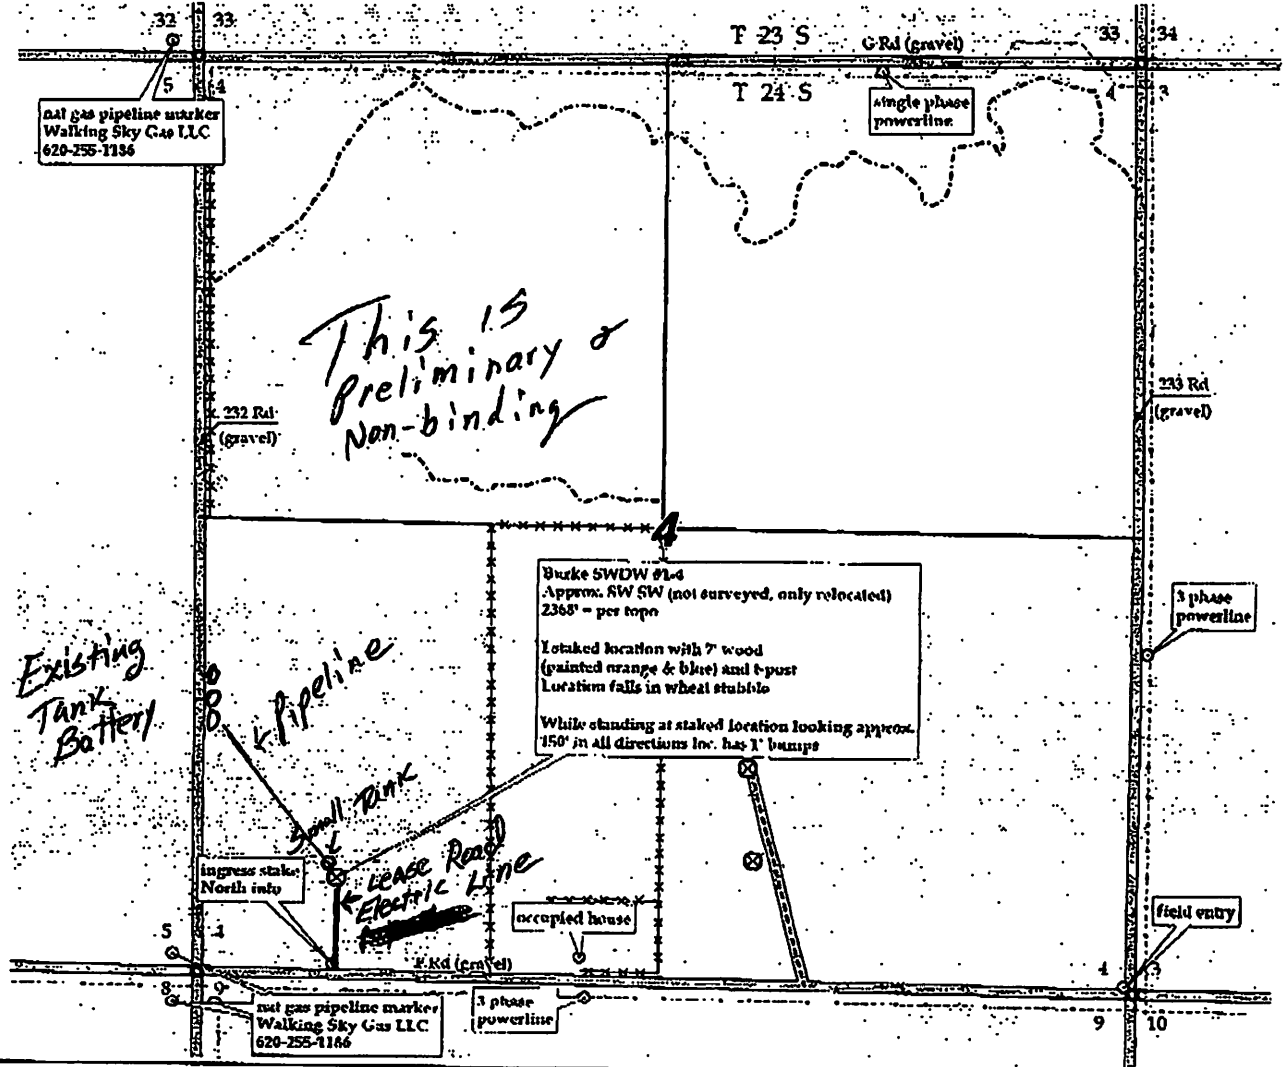 32 33
T 23 S
G Rd (gravel)
33 34
5 4
T 24 S
4 3
nat gas pipeline marker
Walking Sky Gas LLC
620-255-1186
single phase
powerline
This is
Preliminary &
Non-binding
232 Rd
(gravel)
233 Rd
(gravel)
4
Burke SWDW #1-4
Approx. SW SW (not surveyed, only relocated)
2368' = per topo
I staked location with 7' wood
(painted orange & blue) and t-post
Location falls in wheat stubble
While standing at staked location looking approx.
150' in all directions loc. has 1' bumps
3 phase
powerline
Existing
Tank
Battery
Pipeline
Small Tank
Lease Road
Electric Line
ingress stake
North into
occupied house
field entry
5 4
F Rd (gravel)
4 3
8 9
nat gas pipeline marker
Walking Sky Gas LLC
620-255-1186
3 phase
powerline
9 10